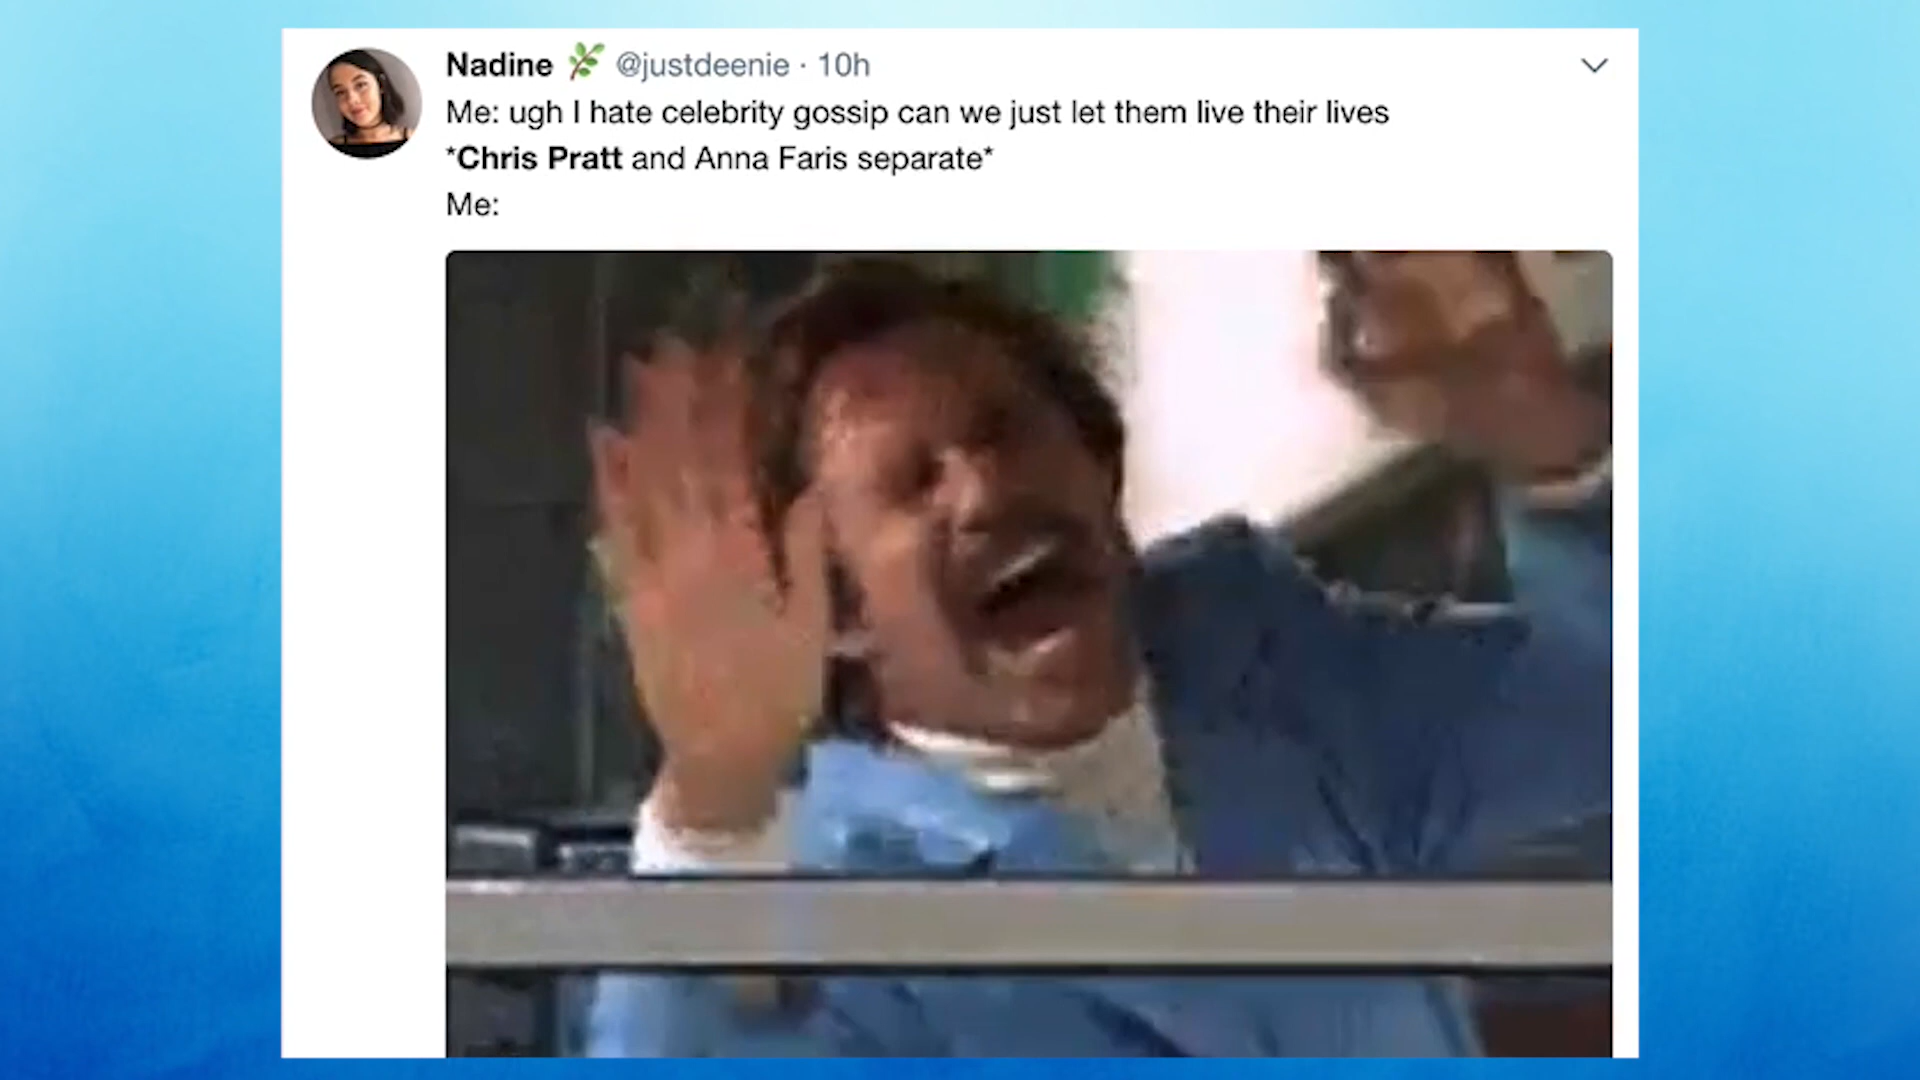 Nadine 🌿 @justdeenie · 10h
Me: ugh I hate celebrity gossip can we just let them live their lives
*Chris Pratt and Anna Faris separate*
Me: